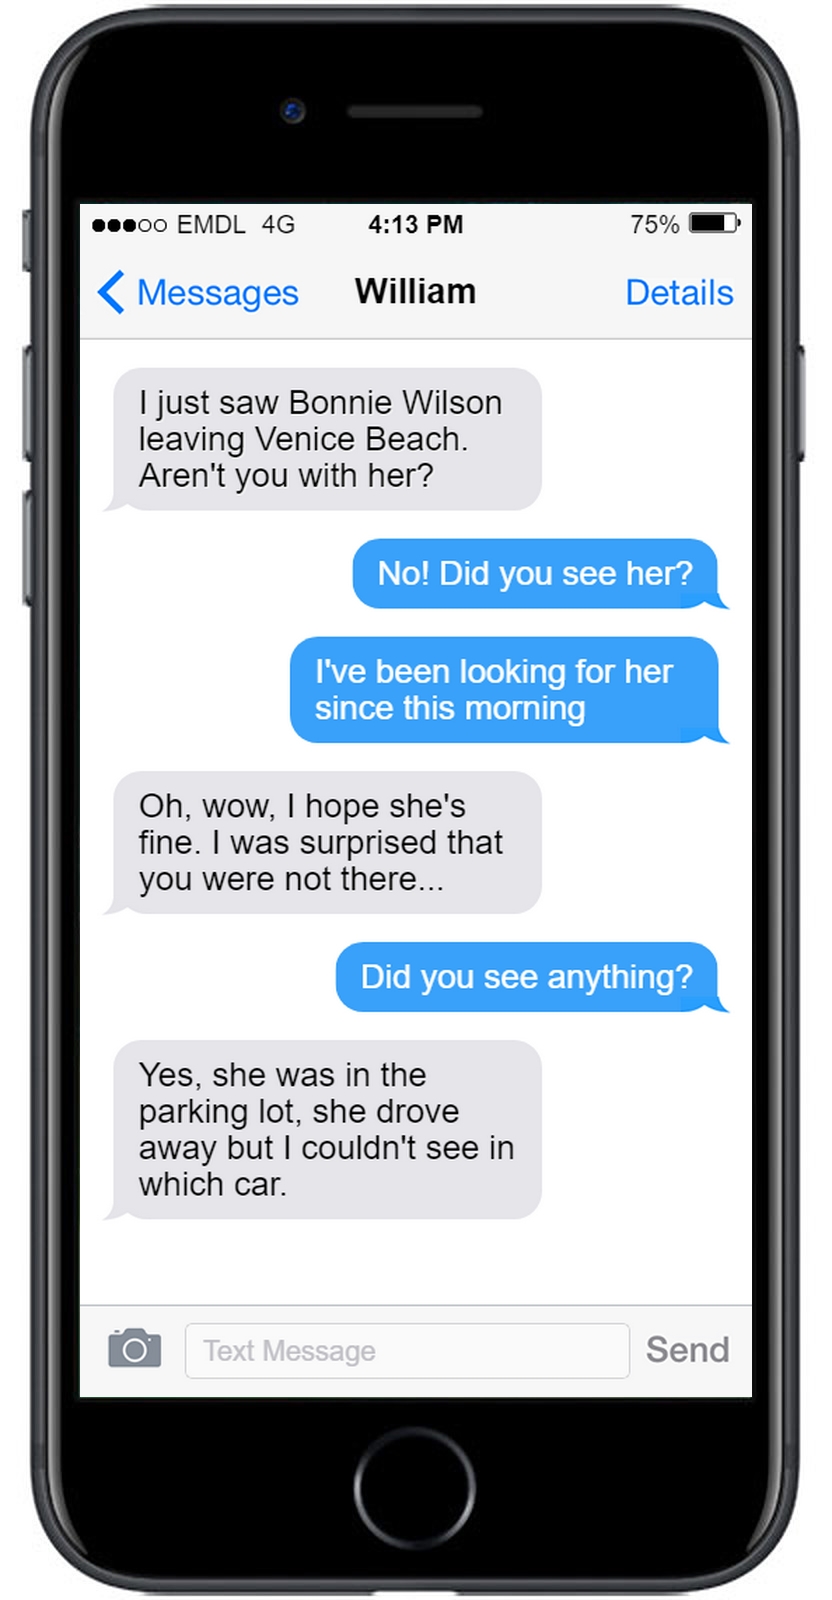 EMDL 4G 4:13 PM 75%
Messages William Details
I just saw Bonnie Wilson
leaving Venice Beach.
Aren't you with her?
No! Did you see her?
I've been looking for her
since this morning
Oh, wow, I hope she's
fine. I was surprised that
you were not there...
Did you see anything?
Yes, she was in the
parking lot, she drove
away but I couldn't see in
which car.
Text Message Send